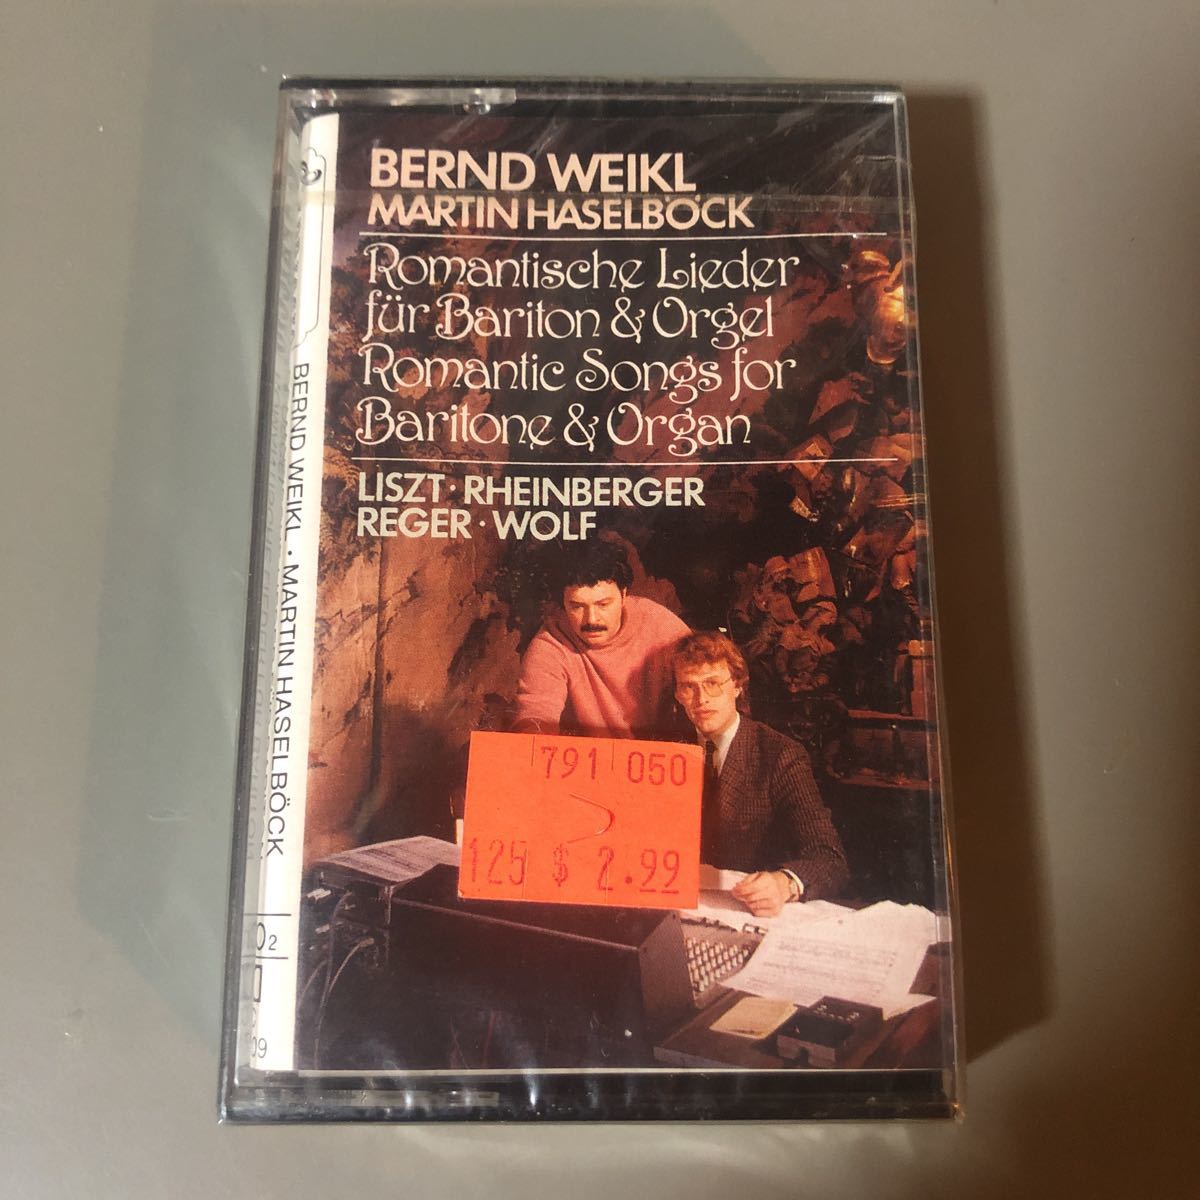 BERND WEIKL
MARTIN HASELBÖCK
Romantische Lieder
für Bariton & Orgel
Romantic Songs for
Baritone & Organ
LISZT · RHEINBERGER
REGER · WOLF
791 050
125 $ 2.99
BERND WEIKL · MARTIN HASELBÖCK